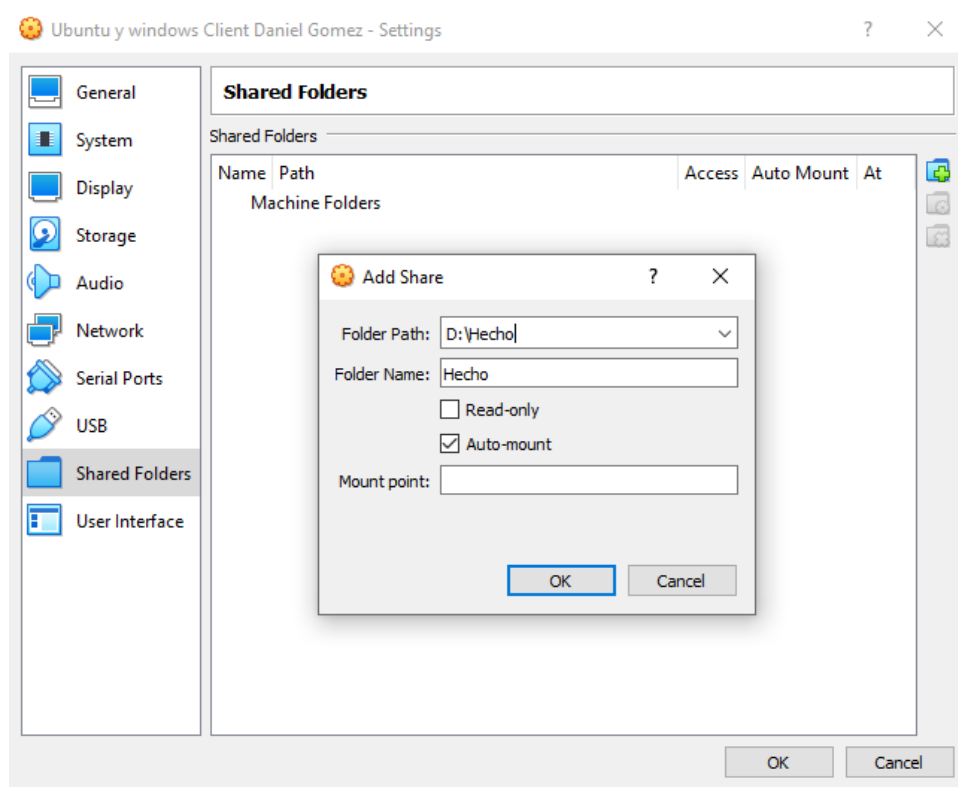 Ubuntu y windows Client Daniel Gomez - Settings ?
General
System
Display
Storage
Audio
Network
Serial Ports
USB
Shared Folders
User Interface
Shared Folders
Shared Folders
Name Path Access Auto Mount At
Machine Folders
Add Share ?
Folder Path: D:\Hecho
Folder Name: Hecho
Read-only
Auto-mount
Mount point:
OK Cancel
OK Cancel